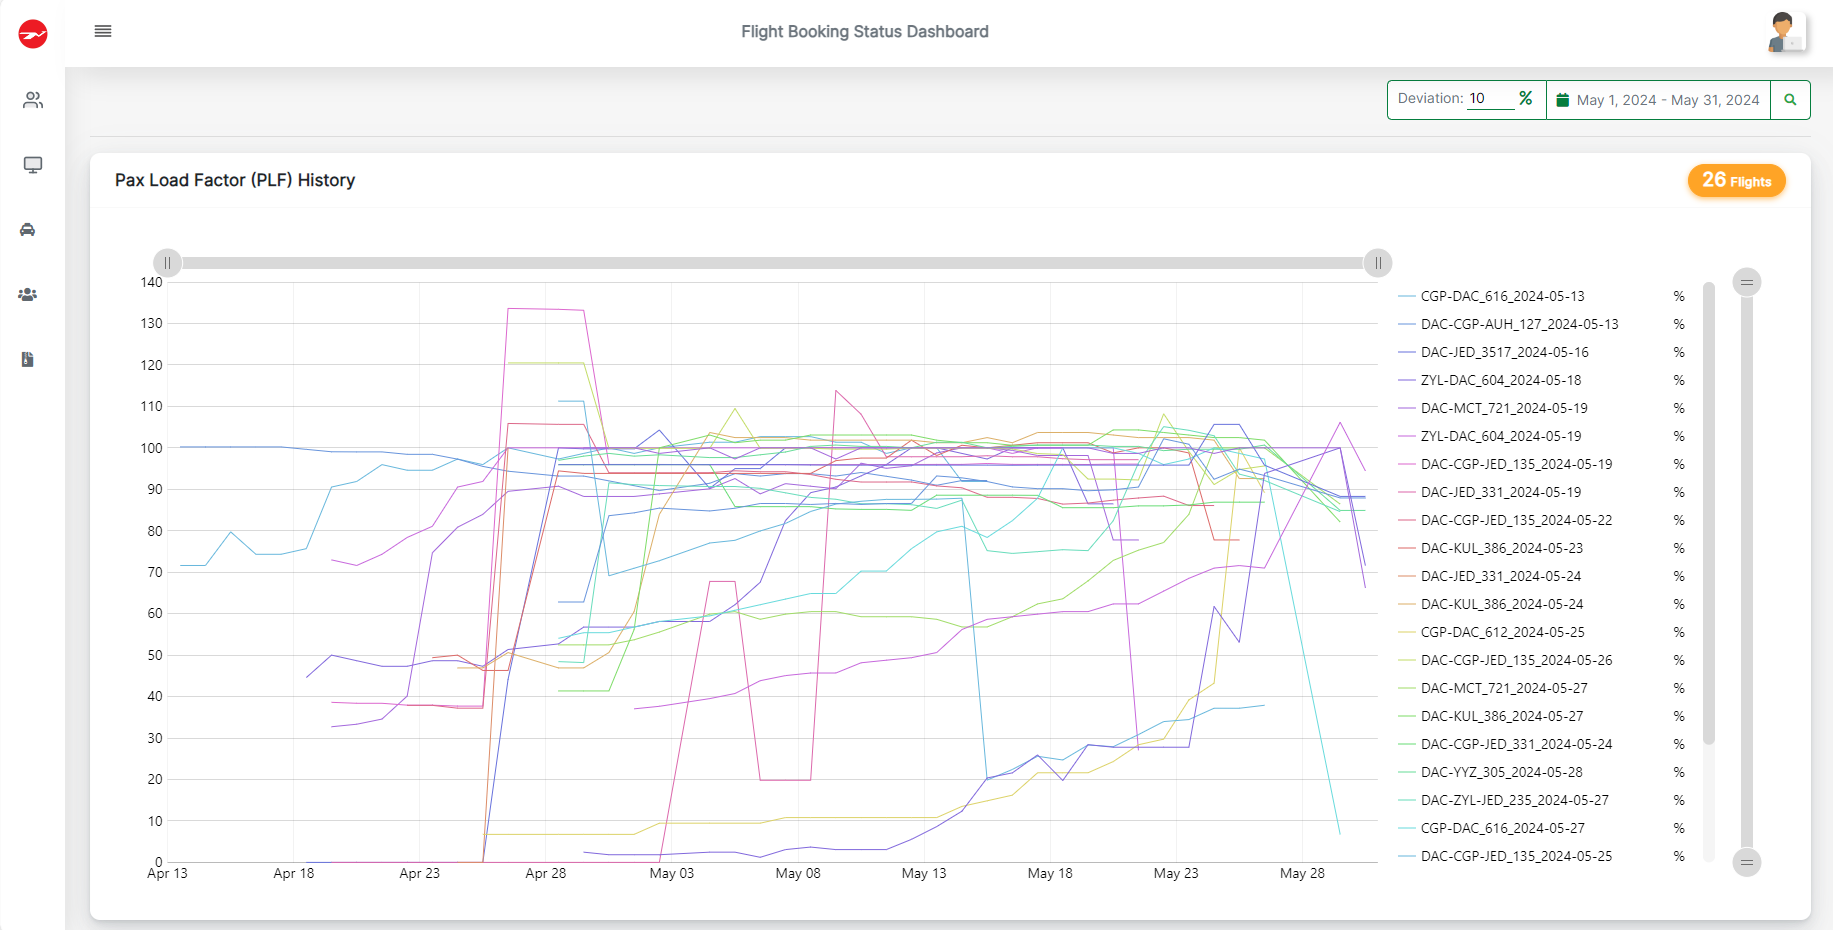 Flight Booking Status Dashboard
Deviation: 10 %
May 1, 2024 - May 31, 2024
Pax Load Factor (PLF) History
26 Flights
140
130
120
110
100
90
80
70
60
50
40
30
20
10
0
Apr 13 Apr 18 Apr 23 Apr 28 May 03 May 08 May 13 May 18 May 23 May 28
CGP-DAC_616_2024-05-13 %
DAC-CGP-AUH_127_2024-05-13 %
DAC-JED_3517_2024-05-16 %
ZYL-DAC_604_2024-05-18 %
DAC-MCT_721_2024-05-19 %
ZYL-DAC_604_2024-05-19 %
DAC-CGP-JED_135_2024-05-19 %
DAC-JED_331_2024-05-19 %
DAC-CGP-JED_135_2024-05-22 %
DAC-KUL_386_2024-05-23 %
DAC-JED_331_2024-05-24 %
DAC-KUL_386_2024-05-24 %
CGP-DAC_612_2024-05-25 %
DAC-CGP-JED_135_2024-05-26 %
DAC-MCT_721_2024-05-27 %
DAC-KUL_386_2024-05-27 %
DAC-CGP-JED_331_2024-05-24 %
DAC-YYZ_305_2024-05-28 %
DAC-ZYL-JED_235_2024-05-27 %
CGP-DAC_616_2024-05-27 %
DAC-CGP-JED_135_2024-05-25 %